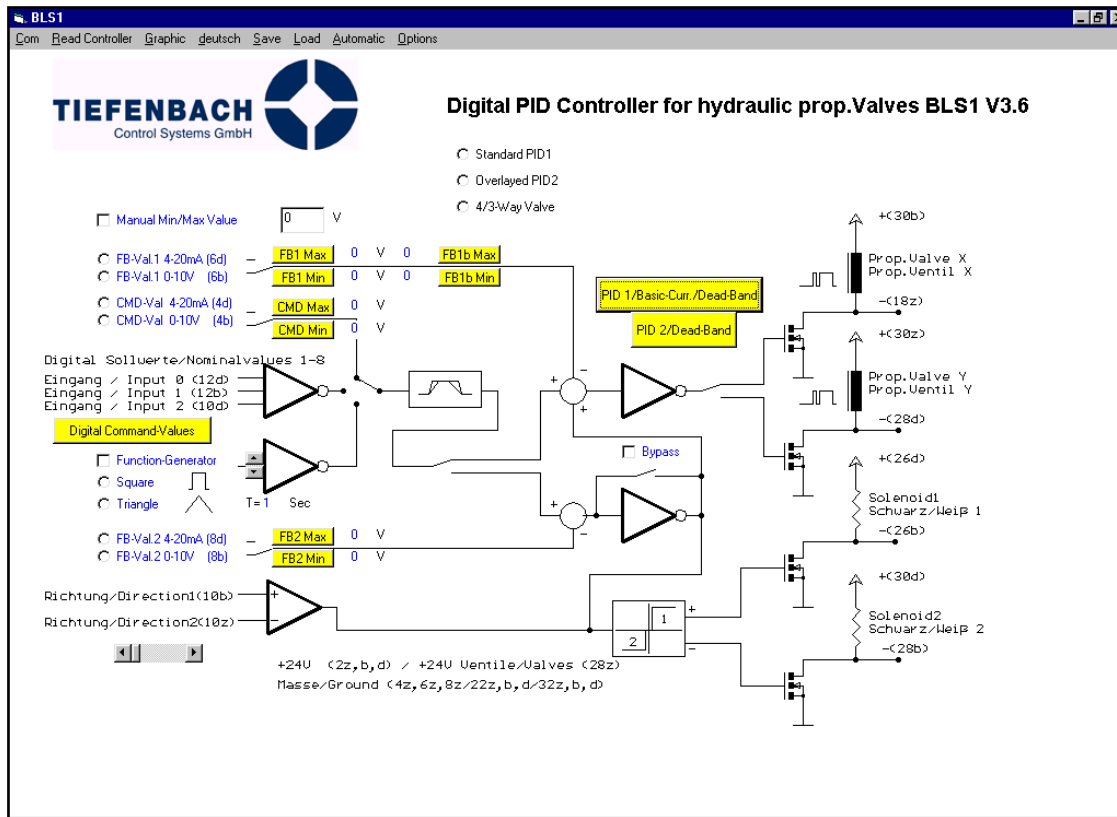 BLS1
Com Read Controller Graphic deutsch Save Load Automatic Options
TIEFENBACH
Control Systems GmbH
Digital PID Controller for hydraulic prop.Valves BLS1 V3.6
Standard PID1
Overlayed PID2
4/3-Way Valve
Manual Min/Max Value 0 V
FB-Val.1 4-20mA (6d) FB1 Max 0 V 0 FB1b Max
FB-Val.1 0-10V (6b) FB1 Min 0 V 0 FB1b Min
CMD-Val 4-20mA (4d) CMD Max 0 V
CMD-Val 0-10V (4b) CMD Min 0 V
PID 1/Basic-Curr./Dead-Band
PID 2/Dead-Band
+(30b)
Prop.Valve X
Prop.Ventil X
-(18z)
+(30z)
Prop.Valve Y
Prop.Ventil Y
-(28d)
Digital Sollwerte/Nominalvalues 1-8
Eingang / Input 0 (12d)
Eingang / Input 1 (12b)
Eingang / Input 2 (10d)
Digital Command-Values
Function-Generator
Square
Triangle T= 1 Sec
+ -
+
Bypass
+
-
+(26d)
Solenoid1
Schwarz/Weiß 1
-(26b)
FB-Val.2 4-20mA (8d) FB2 Max 0 V
FB-Val.2 0-10V (8b) FB2 Min 0 V
Richtung/Direction1(10b) +
Richtung/Direction2(10z) -
1 +
2 -
+(30d)
Solenoid2
Schwarz/Weiß 2
-(28b)
+24V (2z,b,d) / +24V Ventile/Valves (28z)
Masse/Ground (4z,6z,8z/22z,b,d/32z,b,d)